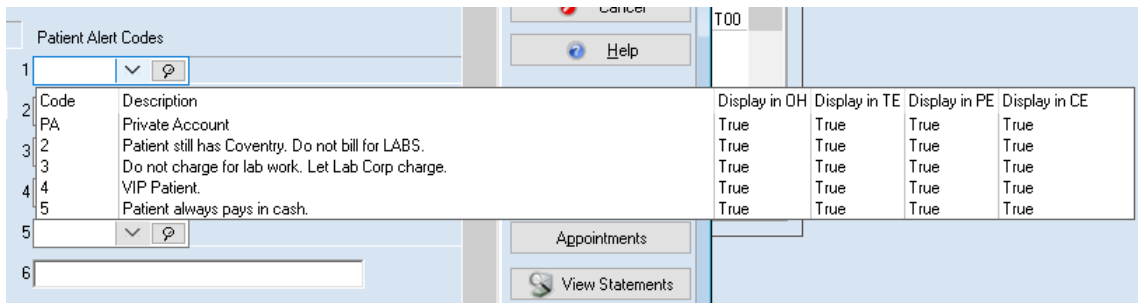 Cancel
T00
Patient Alert Codes
Help
1
Code Description Display in OH Display in TE Display in PE Display in CE
2
PA Private Account True True True True
2 Patient still has Coventry. Do not bill for LABS. True True True True
3
3 Do not charge for lab work. Let Lab Corp charge. True True True True
4
4 VIP Patient. True True True True
5 Patient always pays in cash. True True True True
5
Appointments
6
View Statements